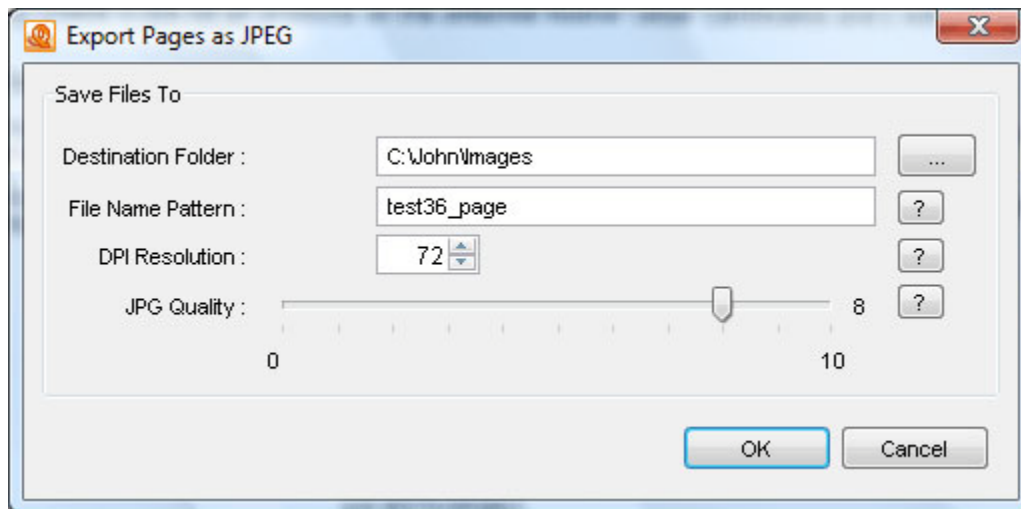 Export Pages as JPEG
Save Files To
Destination Folder : C:\John\Images ...
File Name Pattern : test36_page ?
DPI Resolution : 72 ?
JPG Quality : 8 ?
0 10
OK Cancel